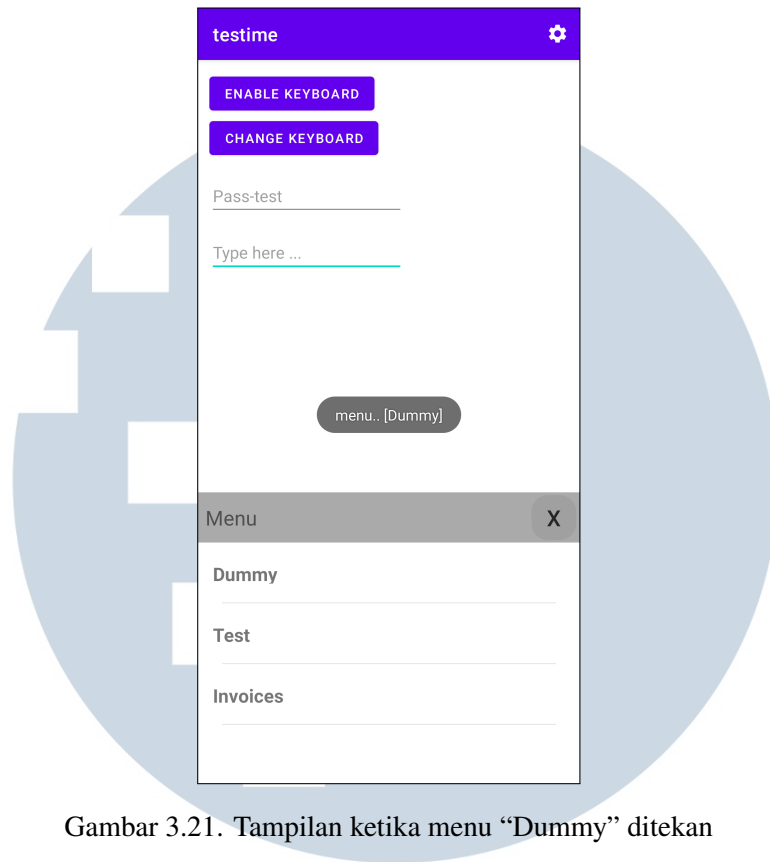 testime
ENABLE KEYBOARD
CHANGE KEYBOARD
Pass-test
Type here ...
menu.. [Dummy]
Menu X
Dummy
Test
Invoices
Gambar 3.21. Tampilan ketika menu “Dummy” ditekan